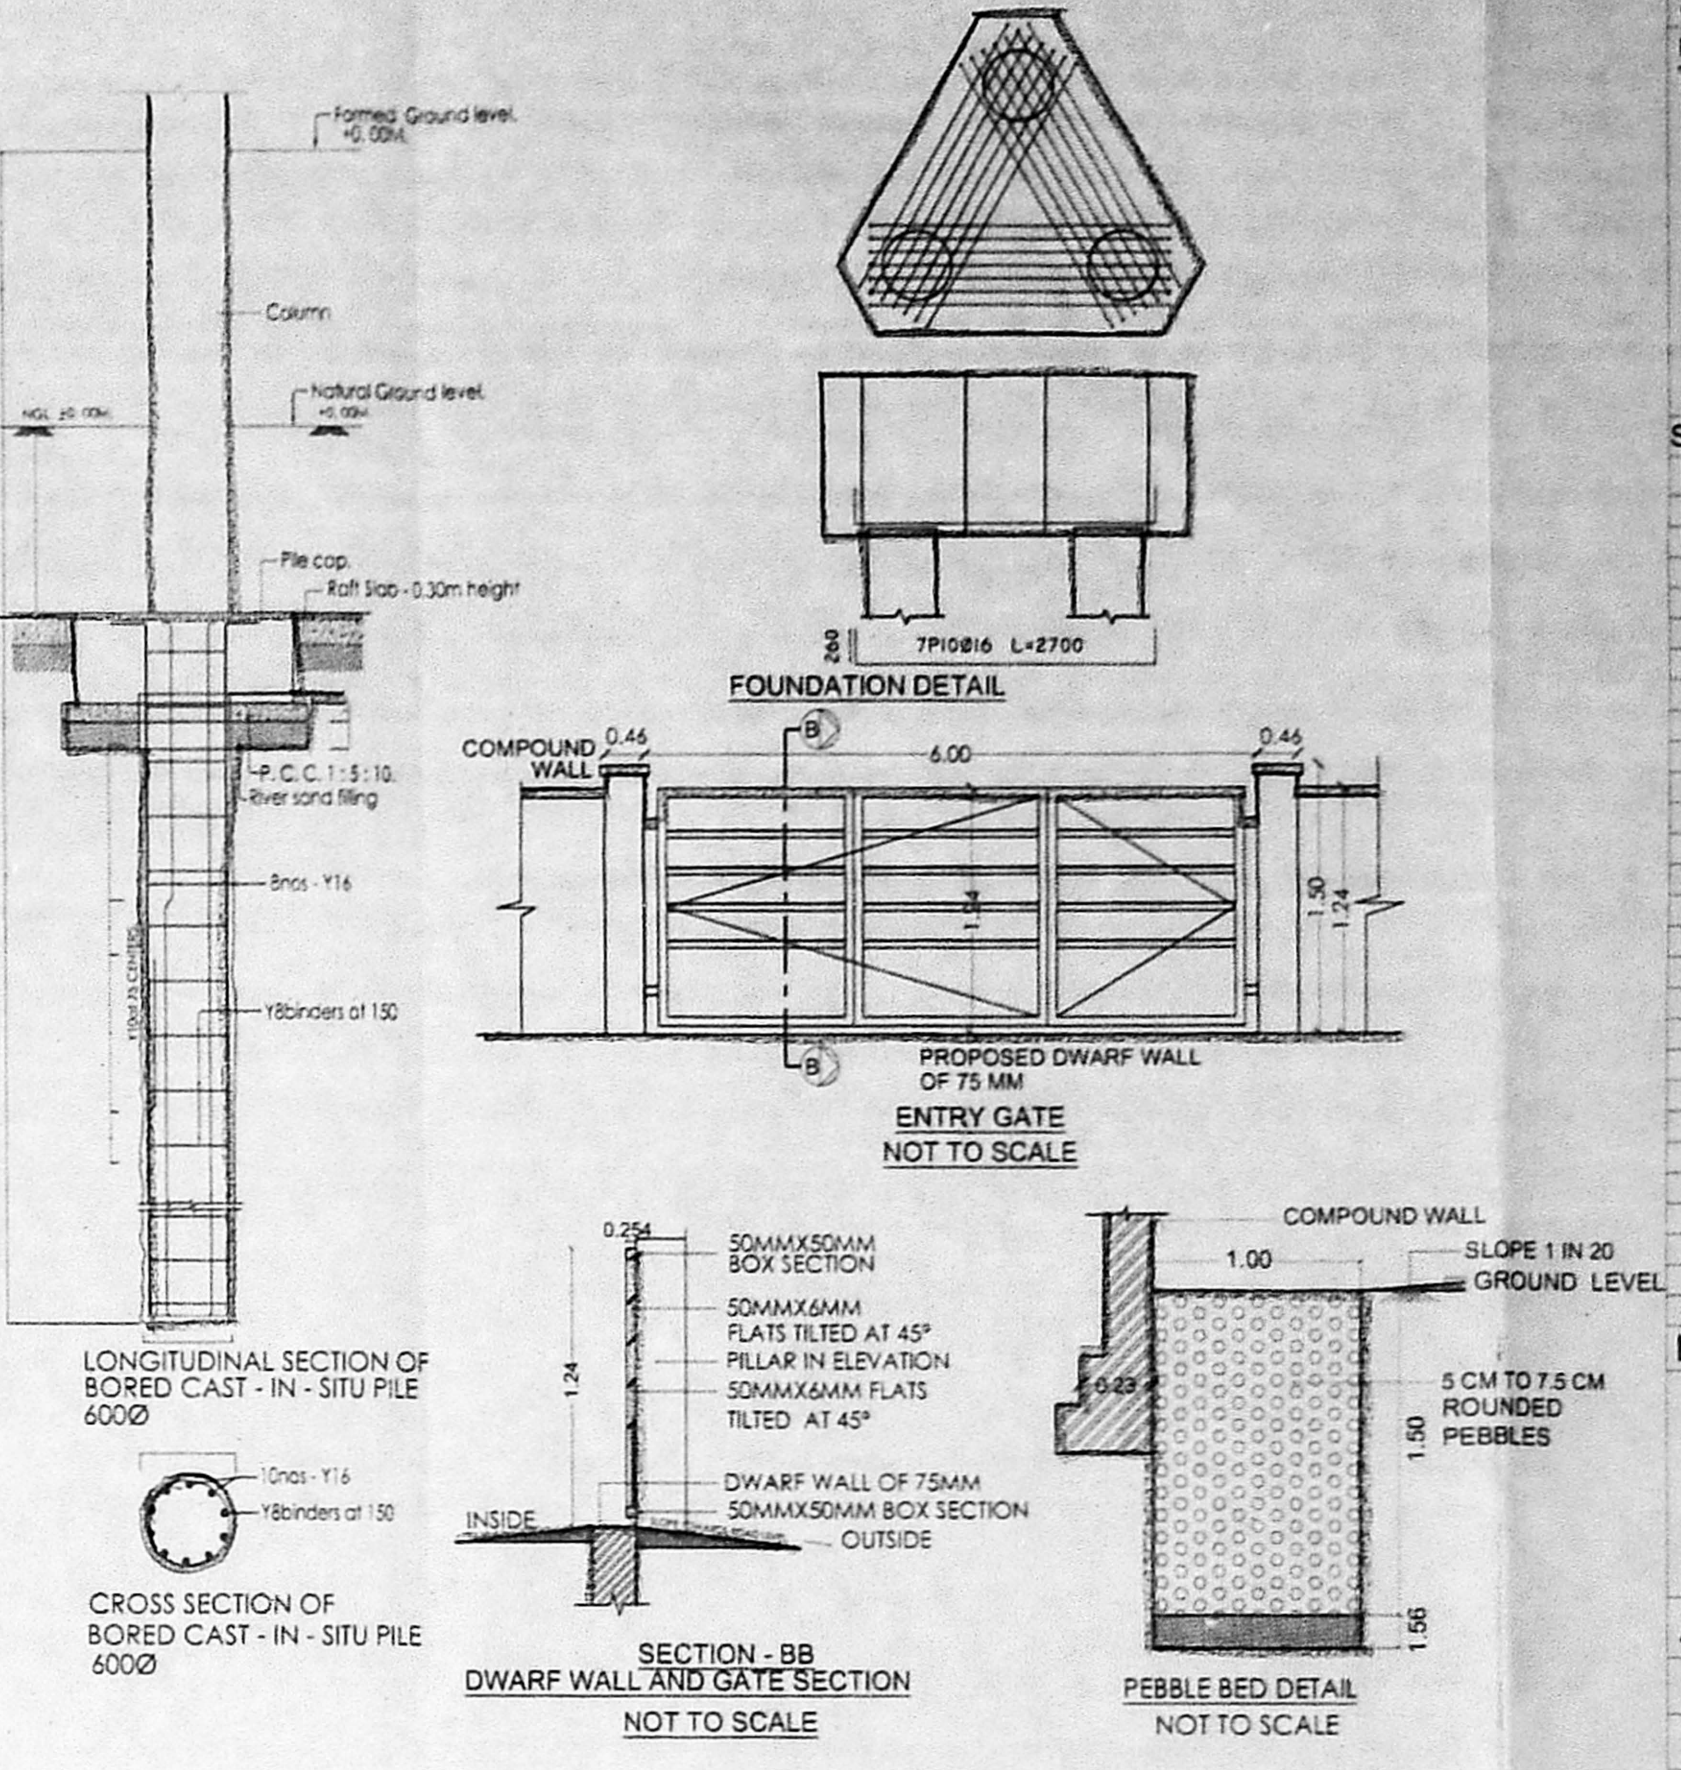 Formed Ground level.
+0.00M.
Column
Natural Ground level.
+0.00M.
NGL ±0.00M.
Pile cap.
Raft Slab - 0.30m height
P. C. C. 1 : 5 : 10.
River sand filling
8nos - Y16
Y10at 75 CENTERS
Y8binders at 150
LONGITUDINAL SECTION OF
BORED CAST - IN - SITU PILE
600Ø
10nos - Y16
Y8binders at 150
CROSS SECTION OF
BORED CAST - IN - SITU PILE
600Ø
260
7P10Ø16 L=2700
FOUNDATION DETAIL
B
COMPOUND
WALL
0.46
6.00
0.46
1.50
1.24
B
PROPOSED DWARF WALL
OF 75 MM
ENTRY GATE
NOT TO SCALE
0.254
50MMX50MM
BOX SECTION
50MMX6MM
FLATS TILTED AT 45°
PILLAR IN ELEVATION
50MMX6MM FLATS
TILTED AT 45°
1.24
DWARF WALL OF 75MM
50MMX50MM BOX SECTION
INSIDE
OUTSIDE
SECTION - BB
DWARF WALL AND GATE SECTION
NOT TO SCALE
COMPOUND WALL
1.00
SLOPE 1 IN 20
GROUND LEVEL
0.23
5 CM TO 7.5 CM
ROUNDED
PEBBLES
1.50
1.56
PEBBLE BED DETAIL
NOT TO SCALE